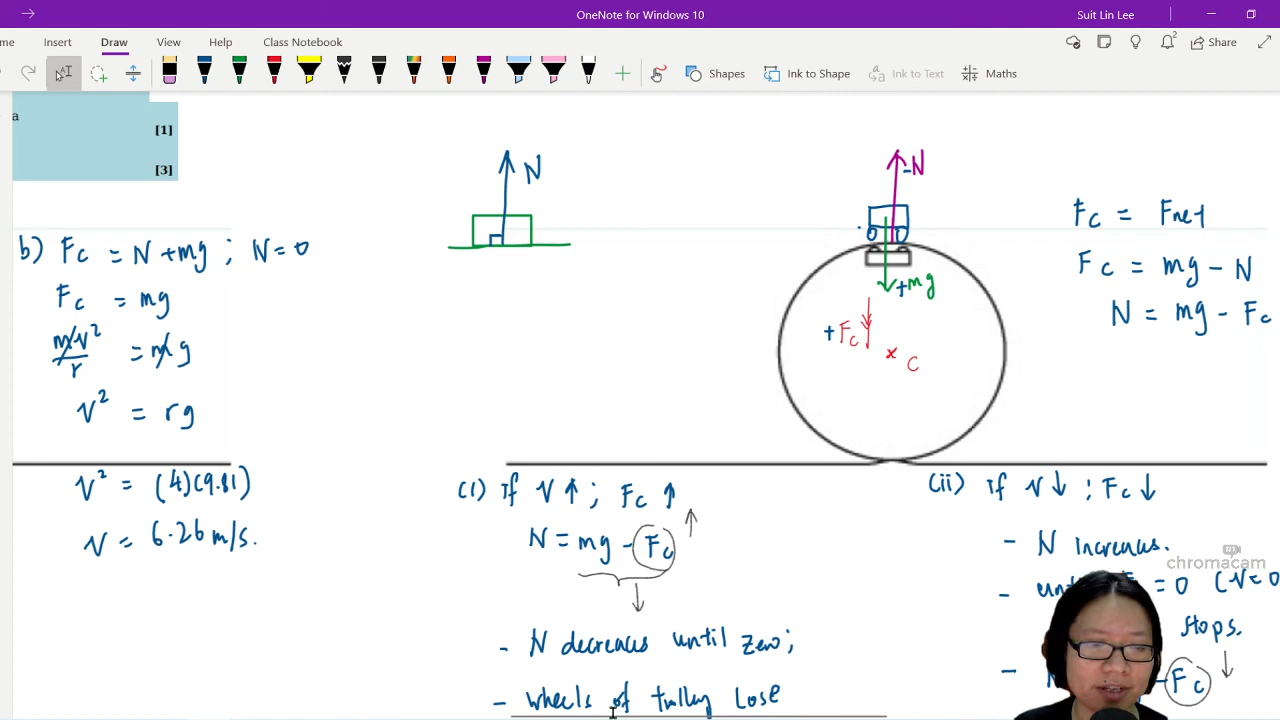 OneNote for Windows 10
Suit Lin Lee
me Insert Draw View Help Class Notebook
Share
Shapes Ink to Shape Ink to Text Maths
a
[1]
[3]
b) Fc = N + mg ; N = 0
Fc = mg
mv²/r = mg
v² = rg
v² = (4)(9.81)
v = 6.26 m/s.
N
-N
+mg
+Fc
C
Fc = Fnet
Fc = mg - N
N = mg - Fc
(i) If v↑ ; Fc ↑
N = mg - Fc
- N decreases until zero;
- wheels of trolley lose
(ii) If v↓ ; Fc ↓
- N increases.
- = 0 (v=0
stops.
- - Fc
chromacam